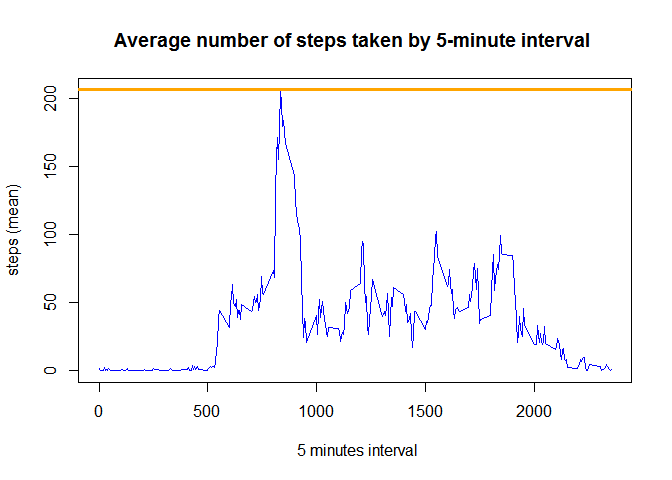 Average number of steps taken by 5-minute interval
steps (mean)
200
150
100
50
0
0 500 1000 1500 2000
5 minutes interval